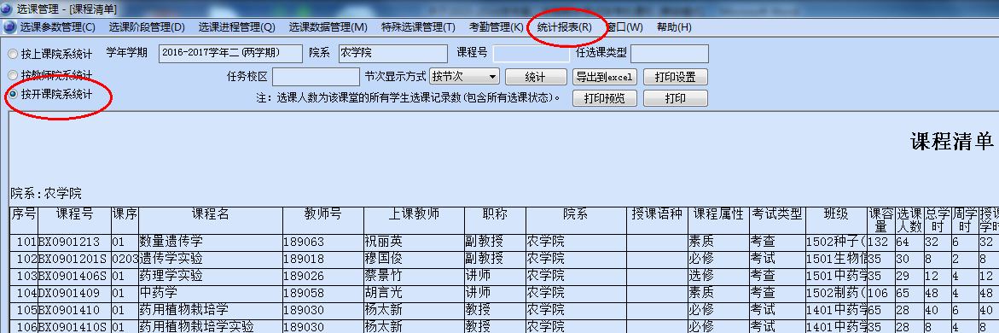 选课管理 - [课程清单]
选课参数管理(C) 选课阶段管理(D) 选课进程管理(Q) 选课数据管理(M) 特殊选课管理(T) 考勤管理(K) 统计报表(R) 窗口(W) 帮助(H)
按上课院系统计 学年学期 2016-2017学年二(两学期) 院系 农学院 课程号 任选课类型
按教师院系统计 任务校区 节次显示方式 按节次 统计 导出到excel 打印设置
按开课院系统计 注：选课人数为该课堂的所有学生选课记录数(包含所有选课状态)。 打印预览 打印
课程清单
院系:农学院
序号 课程号 课序 课程名 教师号 上课教师 职称 院系 授课语种 课程属性 考试类型 班级 课容量 选课人数 总学时 周学时 授课学时
101 BX0901213 01 数量遗传学 189063 祝丽英 副教授 农学院 素质 考查 1502种子( 132 64 32 6 32
102 BX0901201S 0203 遗传学实验 189018 穆国俊 副教授 农学院 必修 考试 1501生物信 35 30 8 2 8
103 BX0901406S 01 药理学实验 189026 蔡景竹 讲师 农学院 选修 考查 1501中药学 35 29 12 4 12
104 DX0901409 01 中药学 189058 胡言光 讲师 农学院 素质 考查 1502制药( 106 65 48 4 48
105 BX0901410 01 药用植物栽培学 189030 杨太新 教授 农学院 必修 考试 1401中药学 65 28 40 6 40
106 BX0901410S 01 药用植物栽培学实验 189030 杨太新 教授 农学院 必修 考查 1401中药学 35 28 8 4 8